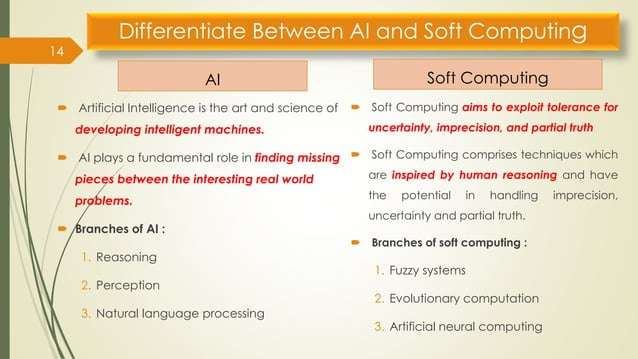 Differentiate Between AI and Soft Computing
14
AI
Artificial Intelligence is the art and science of
developing intelligent machines.
AI plays a fundamental role in finding missing
pieces between the interesting real world
problems.
Branches of AI :
1. Reasoning
2. Perception
3. Natural language processing
Soft Computing
Soft Computing aims to exploit tolerance for
uncertainty, imprecision, and partial truth
Soft Computing comprises techniques which
are inspired by human reasoning and have
the potential in handling imprecision,
uncertainty and partial truth.
Branches of soft computing :
1. Fuzzy systems
2. Evolutionary computation
3. Artificial neural computing